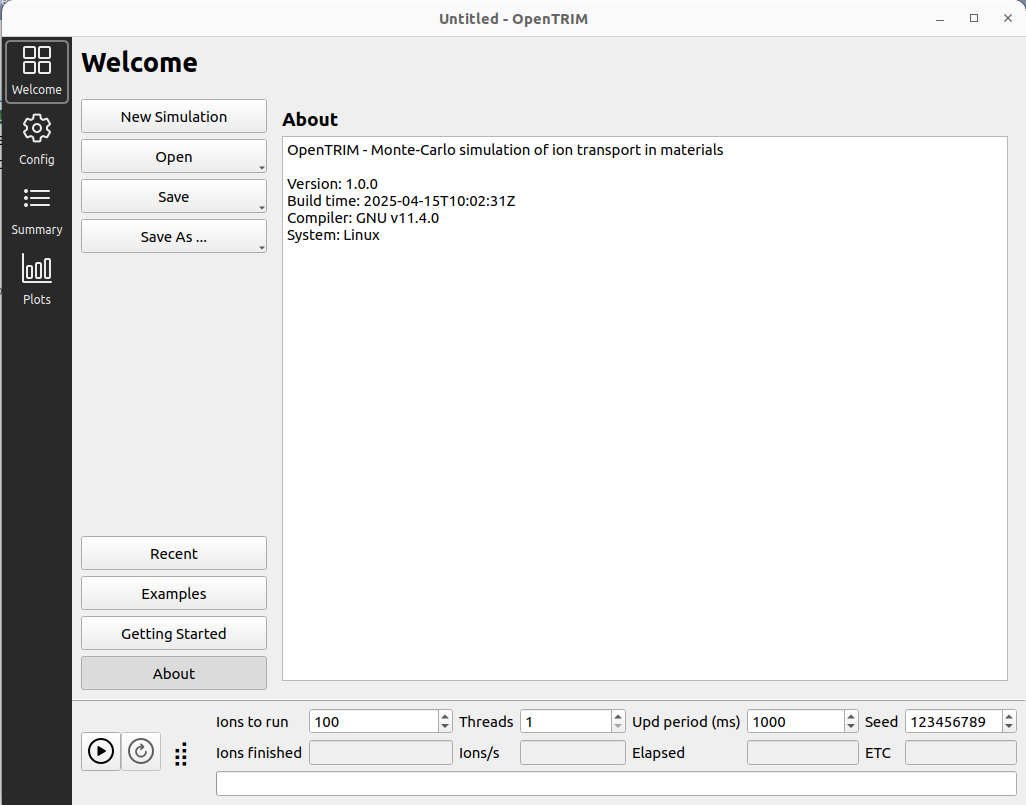 Untitled - OpenTRIM
Welcome
Config
Summary
Plots
Welcome
New Simulation
Open
Save
Save As ...
Recent
Examples
Getting Started
About
About
OpenTRIM - Monte-Carlo simulation of ion transport in materials
Version: 1.0.0
Build time: 2025-04-15T10:02:31Z
Compiler: GNU v11.4.0
System: Linux
Ions to run 100 Threads 1 Upd period (ms) 1000 Seed 123456789
Ions finished Ions/s Elapsed ETC